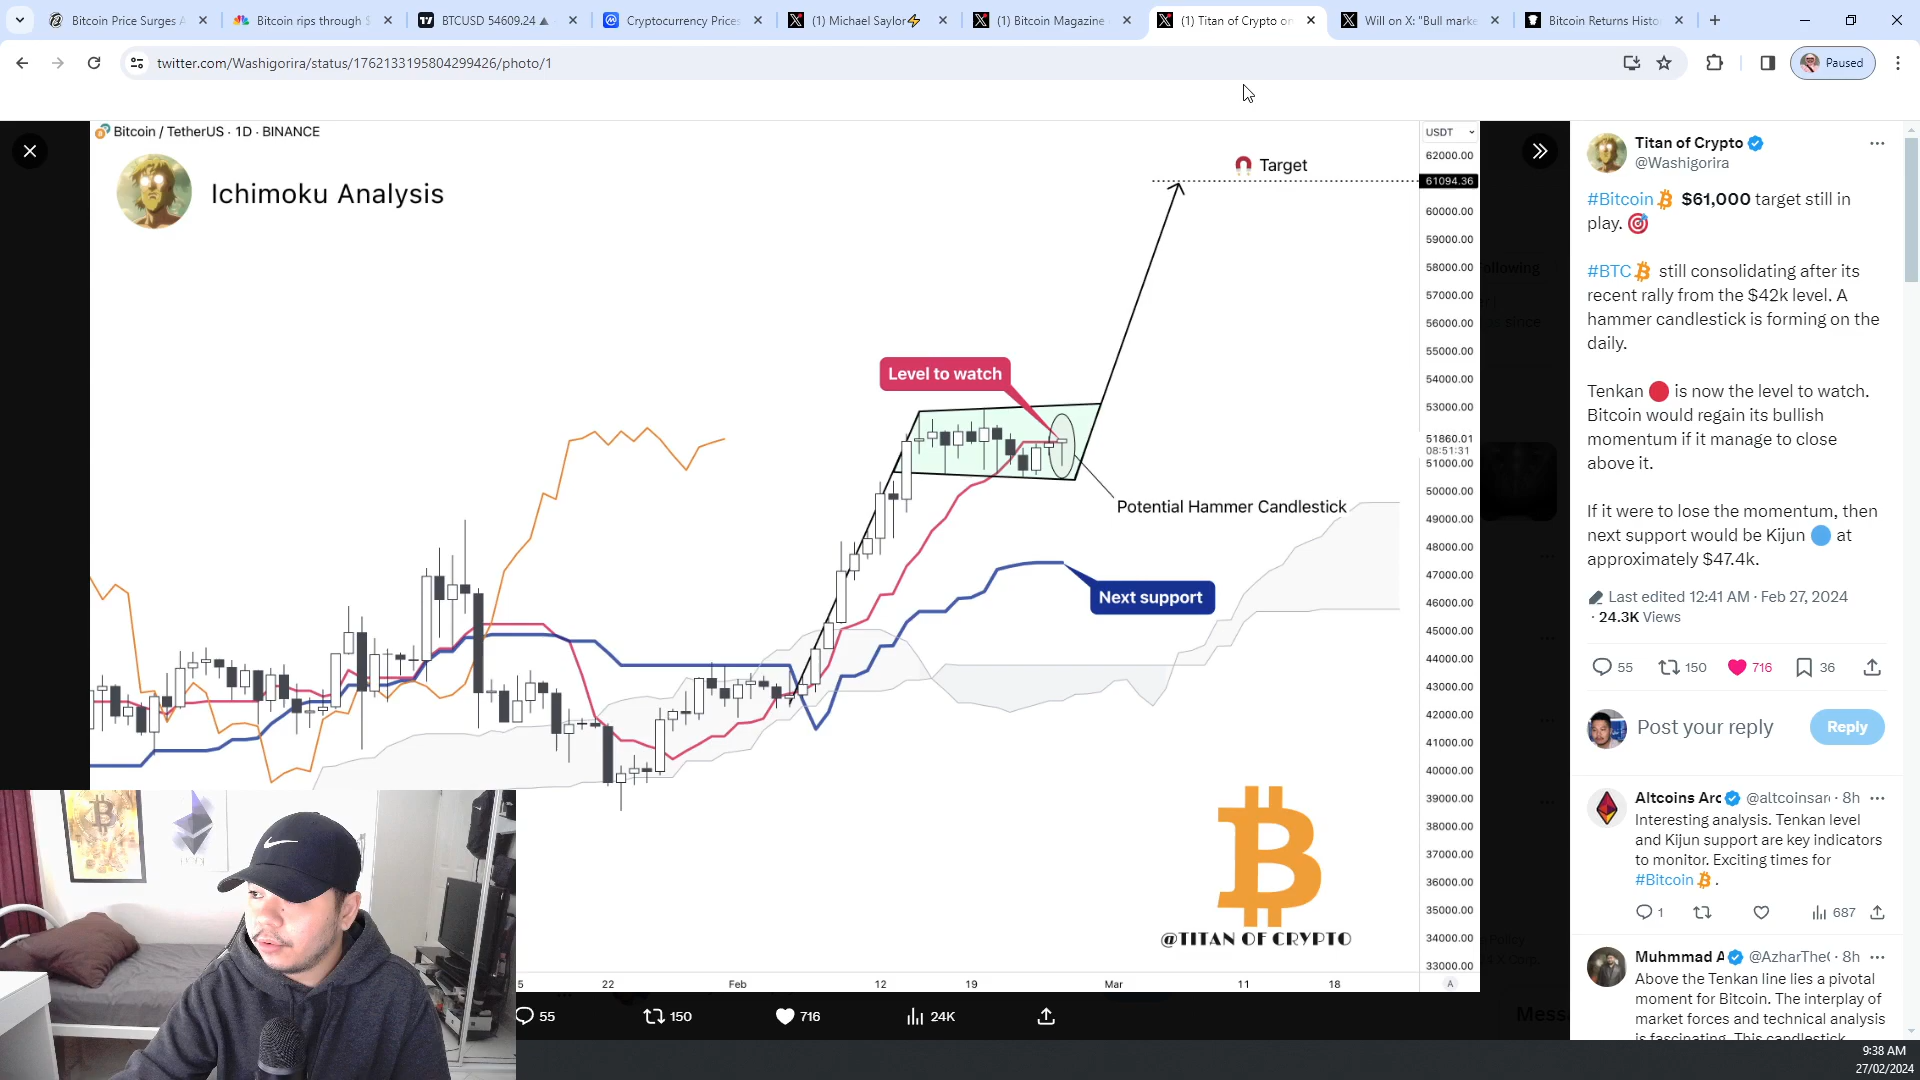 Bitcoin Price Surges A
Bitcoin rips through $
BTCUSD 54609.24 ▲
Cryptocurrency Prices
(1) Michael Saylor⚡
(1) Bitcoin Magazine
(1) Titan of Crypto on
Will on X: "Bull marke
Bitcoin Returns Histo
twitter.com/Washigorira/status/1762133195804299426/photo/1
Paused
Bitcoin / TetherUS · 1D · BINANCE
Ichimoku Analysis
Target
Level to watch
Potential Hammer Candlestick
Next support
@TITAN OF CRYPTO
USDT
62000.00
61094.36
60000.00
59000.00
58000.00
57000.00
56000.00
55000.00
54000.00
53000.00
51860.01
08:51:31
51000.00
50000.00
49000.00
48000.00
47000.00
46000.00
45000.00
44000.00
43000.00
42000.00
41000.00
40000.00
39000.00
38000.00
37000.00
36000.00
35000.00
34000.00
33000.00
5 22 Feb 12 19 Mar 11 18 A
55 150 716 24K
Titan of Crypto
@Washigorira
#Bitcoin $61,000 target still in
play. 🎯
#BTC still consolidating after its
recent rally from the $42k level. A
hammer candlestick is forming on the
daily.
Tenkan 🔴 is now the level to watch.
Bitcoin would regain its bullish
momentum if it manage to close
above it.
If it were to lose the momentum, then
next support would be Kijun 🔵 at
approximately $47.4k.
Last edited 12:41 AM · Feb 27, 2024
· 24.3K Views
55 150 716 36
Post your reply
Reply
Altcoins Arc @altcoinsar · 8h
Interesting analysis. Tenkan level
and Kijun support are key indicators
to monitor. Exciting times for
#Bitcoin .
1 687
Muhmmad A @AzharThe · 8h
Above the Tenkan line lies a pivotal
moment for Bitcoin. The interplay of
market forces and technical analysis
is fascinating. This candlestick
9:38 AM
27/02/2024